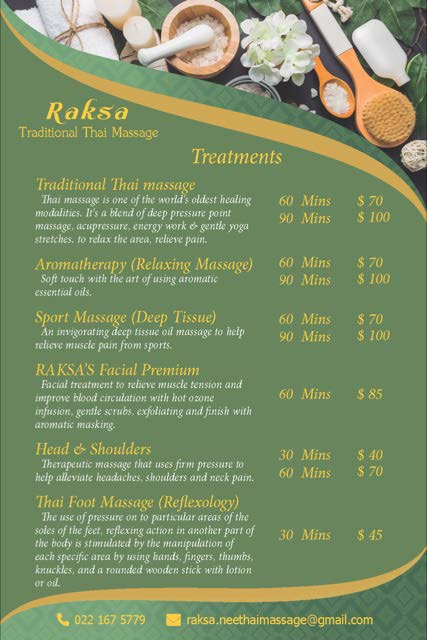 Raksa
Traditional Thai Massage
Treatments
Traditional Thai massage
Thai massage is one of the world's oldest healing
modalities. It's a blend of deep pressure point
massage, acupressure, energy work & gentle yoga
stretches. to relax the area, relieve pain.
60 Mins $ 70
90 Mins $ 100
Aromatherapy (Relaxing Massage)
Soft touch with the art of using aromatic
essential oils.
60 Mins $ 70
90 Mins $ 100
Sport Massage (Deep Tissue)
An invigorating deep tissue oil massage to help
relieve muscle pain from sports.
60 Mins $ 70
90 Mins $ 100
RAKSA'S Facial Premium
Facial treatment to relieve muscle tension and
improve blood circulation with hot ozone
infusion, gentle scrubs, exfoliating and finish with
aromatic masking.
60 Mins $ 85
Head & Shoulders
Therapeutic massage that uses firm pressure to
help alleviate headaches, shoulders and neck pain.
30 Mins $ 40
60 Mins $ 70
Thai Foot Massage (Reflexology)
The use of pressure on to particular areas of the
soles of the feet, reflexing action in another part of
the body is stimulated by the manipulation of
each specific area by using hands, fingers, thumbs,
knuckles, and a rounded wooden stick with lotion
or oil.
30 Mins $ 45
022 167 5779 raksa.neethaimassage@gmail.com